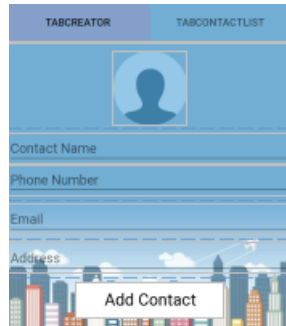 TABCREATOR TABCONTACTLIST
Contact Name
Phone Number
Email
Address
Add Contact